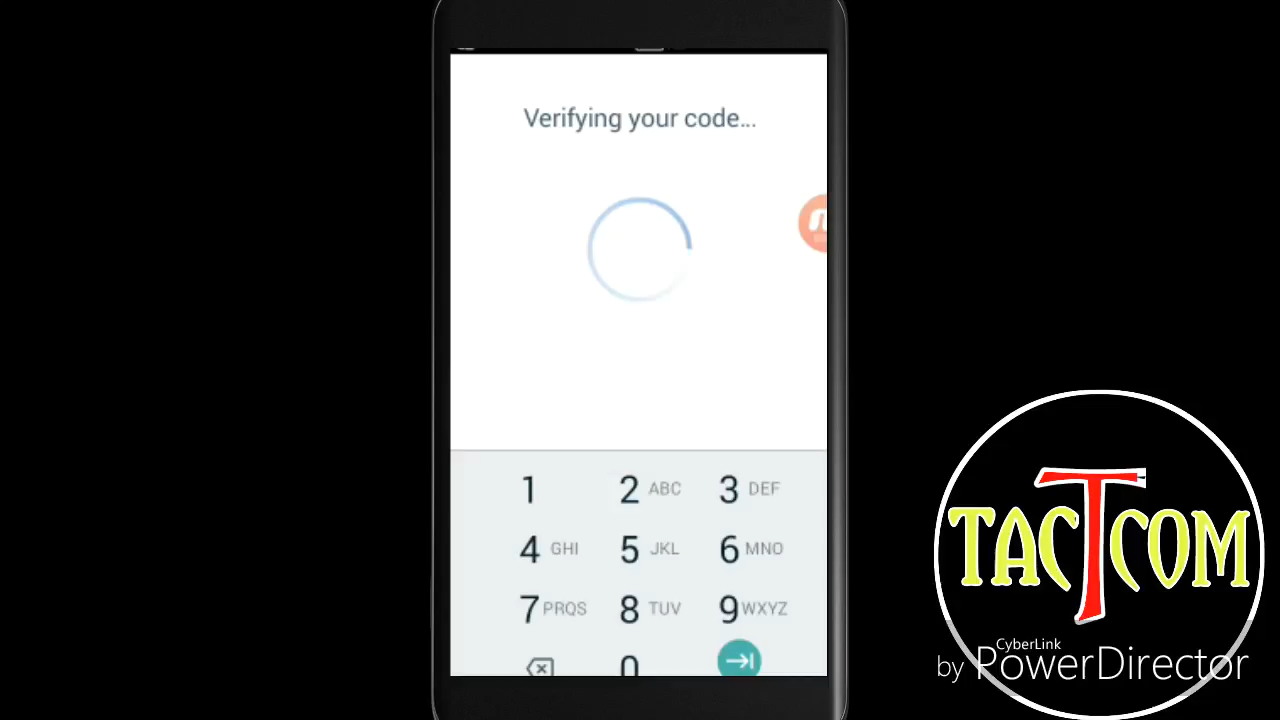 Verifying your code...
1
2 ABC
3 DEF
4 GHI
5 JKL
6 MNO
7 PRQS
8 TUV
9 WXYZ
0
TACTCOM
CyberLink
by PowerDirector